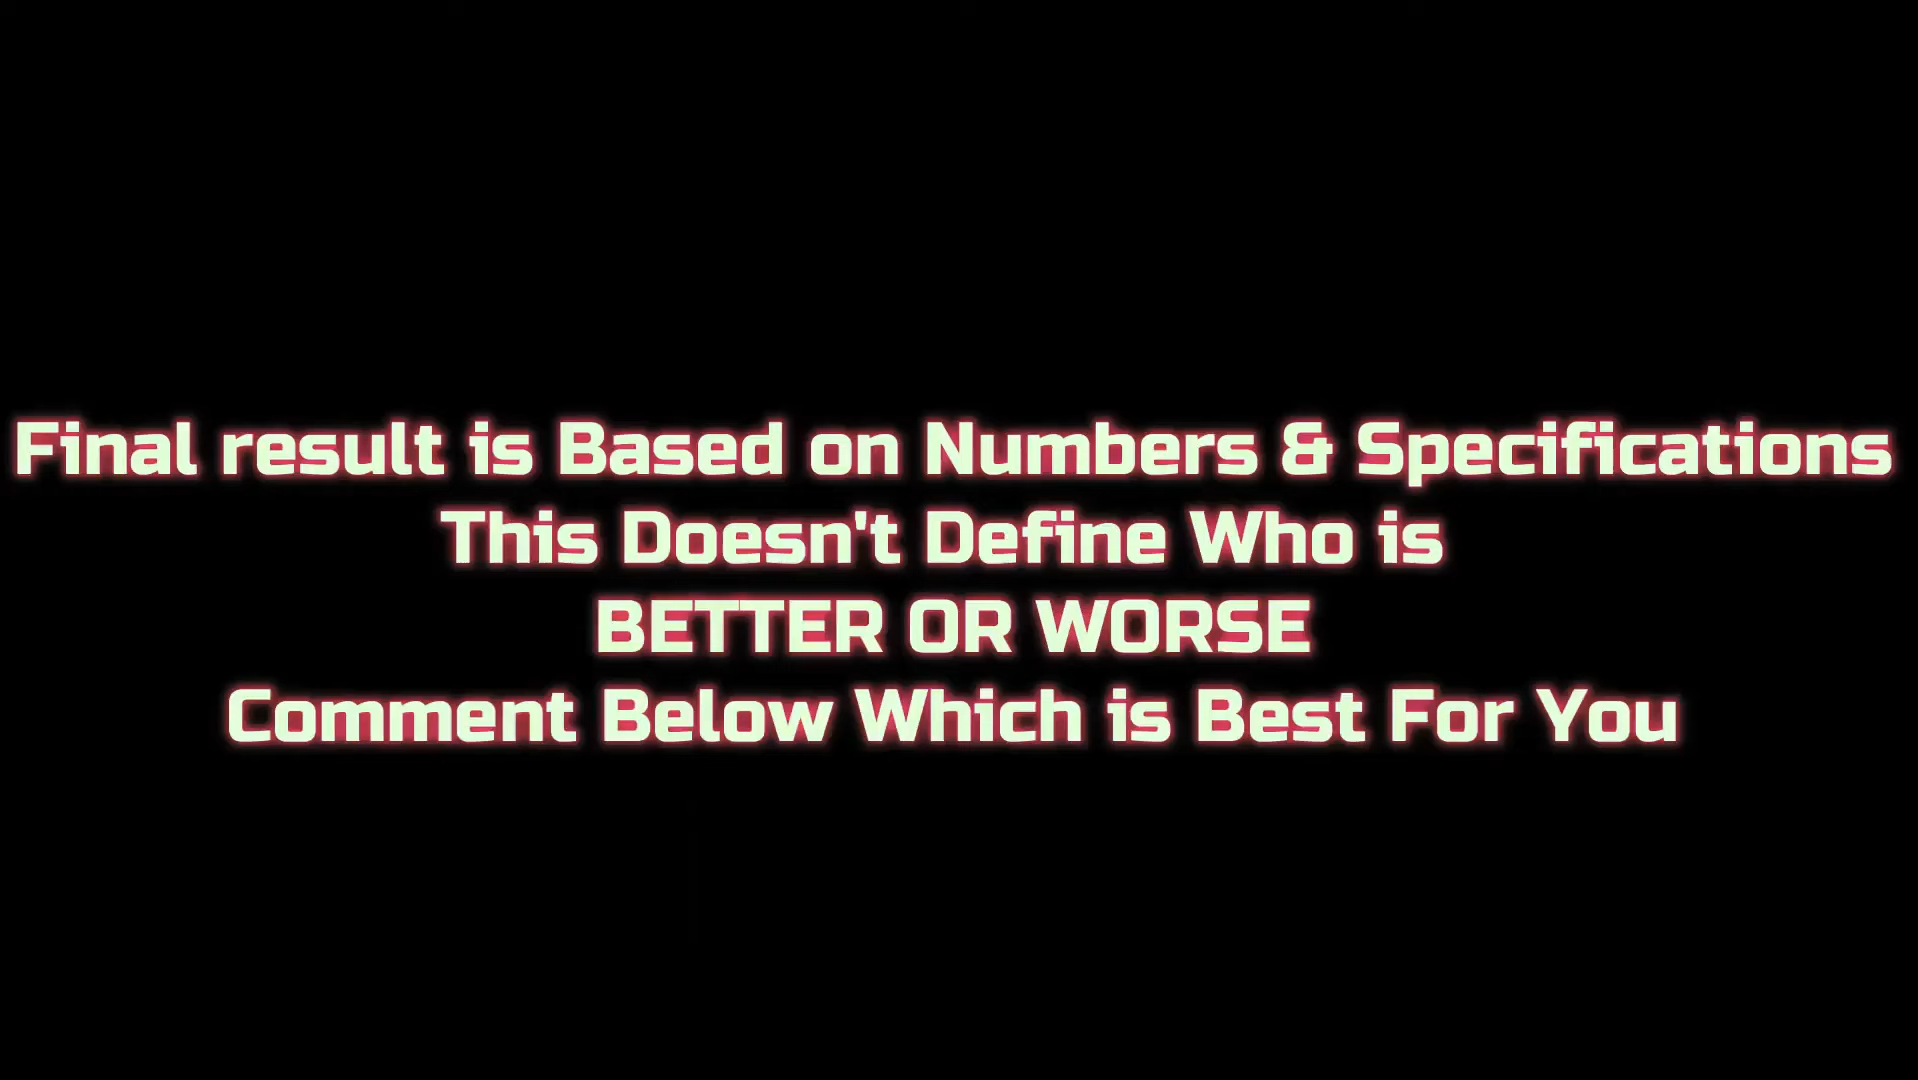 Final result is Based on Numbers & Specifications
This Doesn't Define Who is
BETTER OR WORSE
Comment Below Which is Best For You